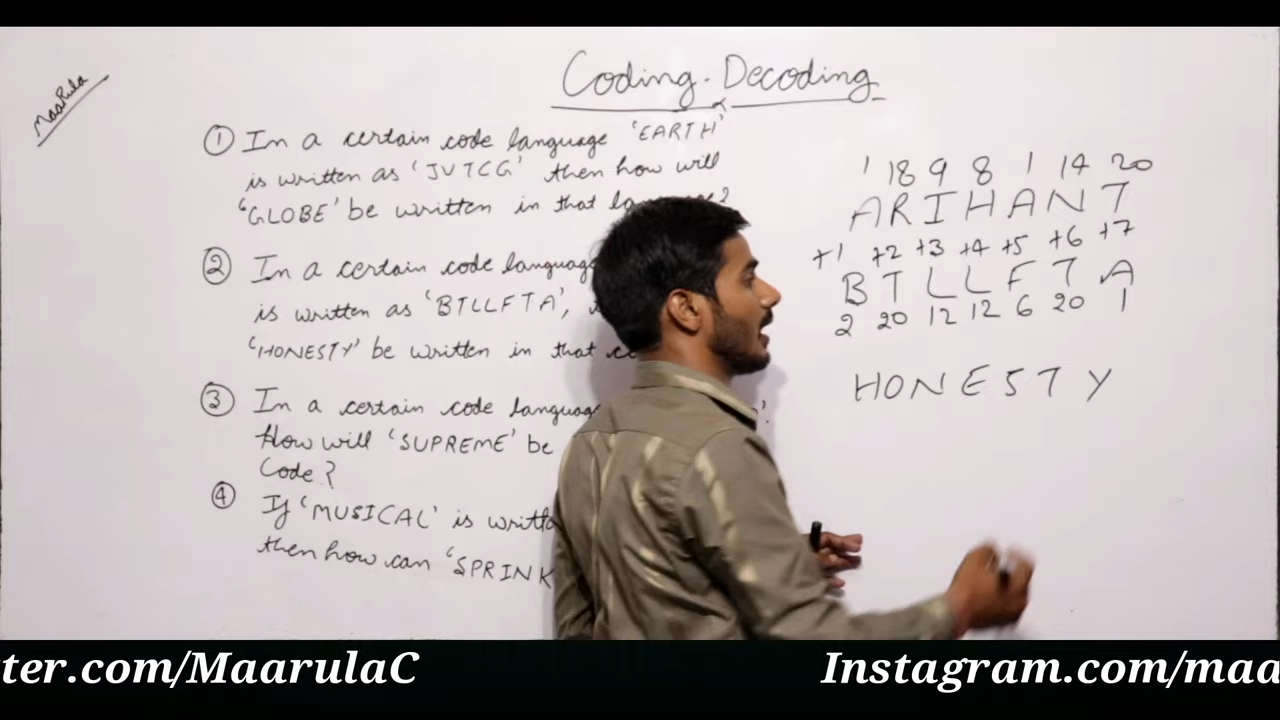 MaaRula
Coding. Decoding
① In a certain code language 'EARTH'
is written as 'JVTCG' then how will
'GLOBE' be written in that
② In a certain code language
is written as 'BTLLFTA',
'HONESTY' be written in that
③ In a certain code language
How will 'SUPREME' be
Code?
④ If 'MUSICAL' is
then how can 'SPRINK
1 18 9 8 1 14 20
ARIHANT
+1 +2 +3 +4 +5 +6 +7
B T L L F T A
2 20 12 12 6 20 1
HONESTY
ter.com/MaarulaC
Instagram.com/maa